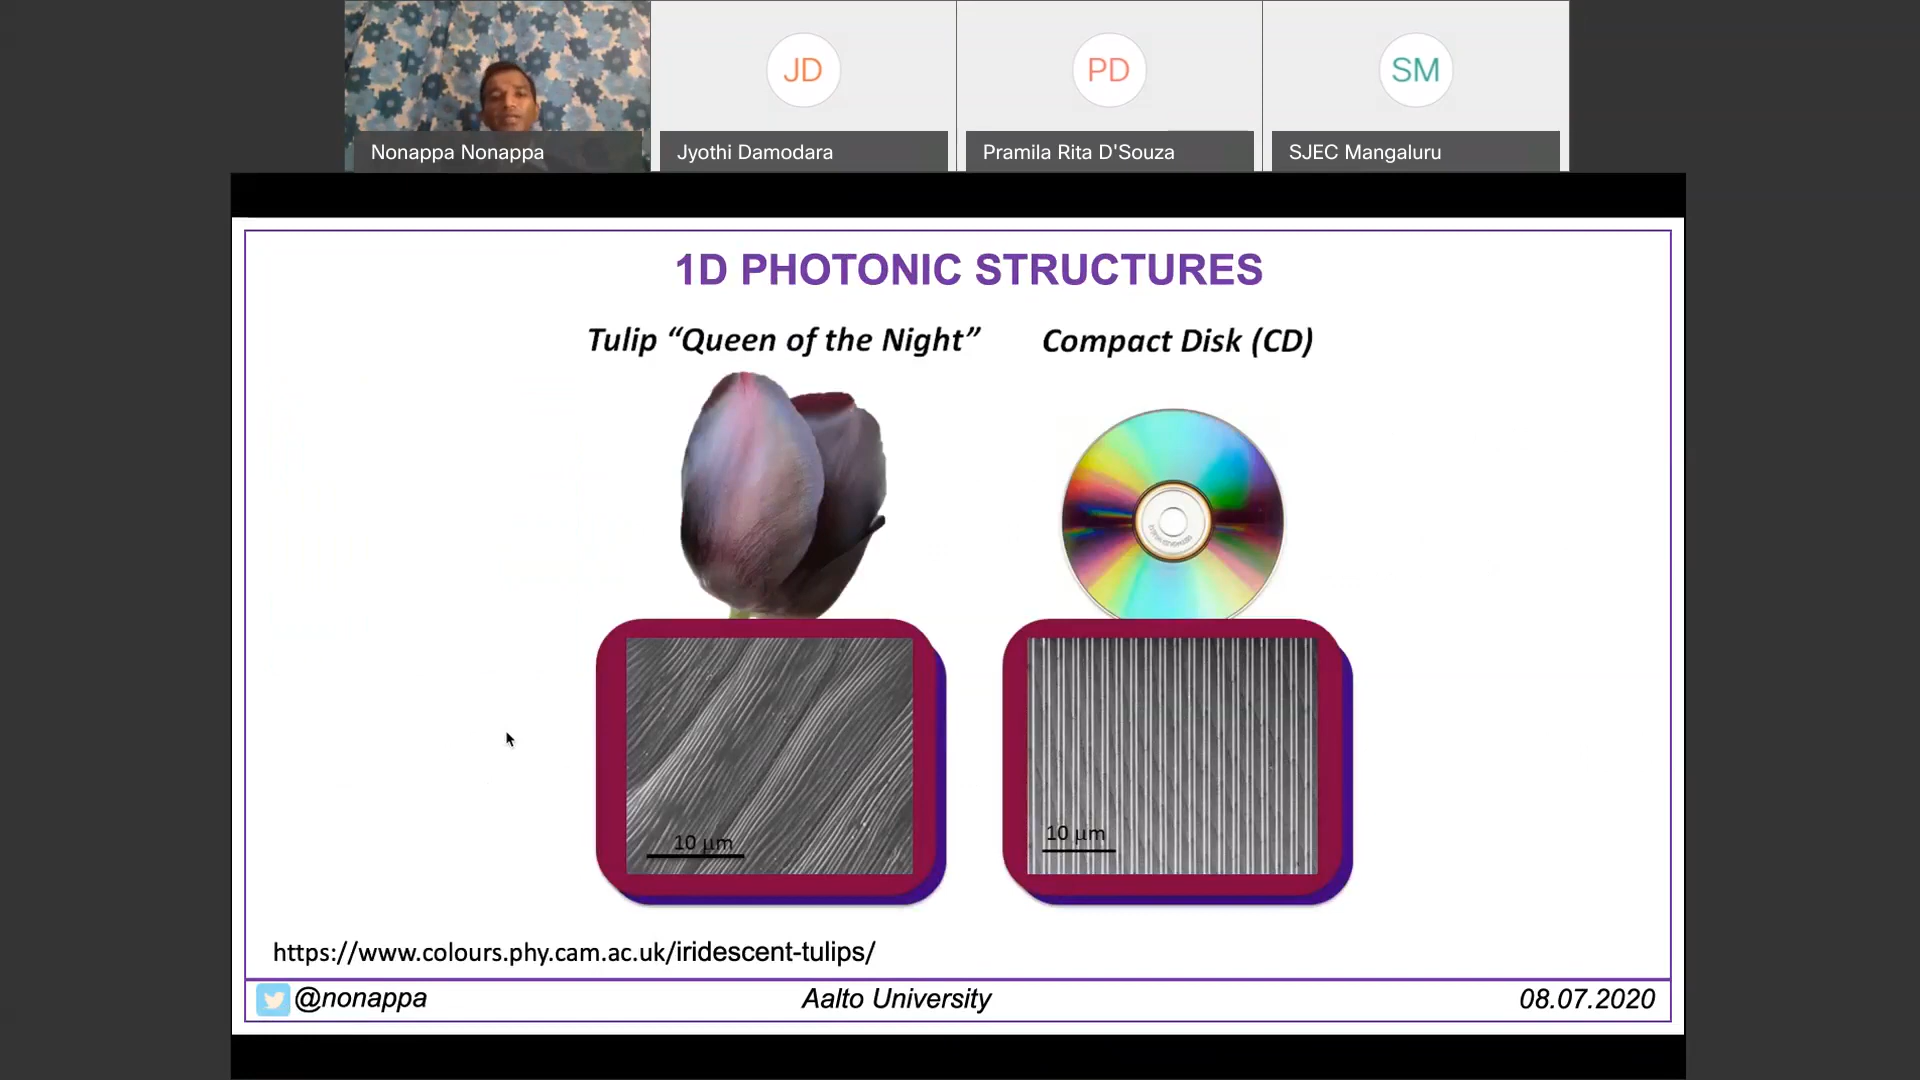 JD
PD
SM
Nonappa Nonappa
Jyothi Damodara
Pramila Rita D'Souza
SJEC Mangaluru
1D PHOTONIC STRUCTURES
Tulip “Queen of the Night”
Compact Disk (CD)
10 μm
10 μm
https://www.colours.phy.cam.ac.uk/iridescent-tulips/
@nonappa
Aalto University
08.07.2020